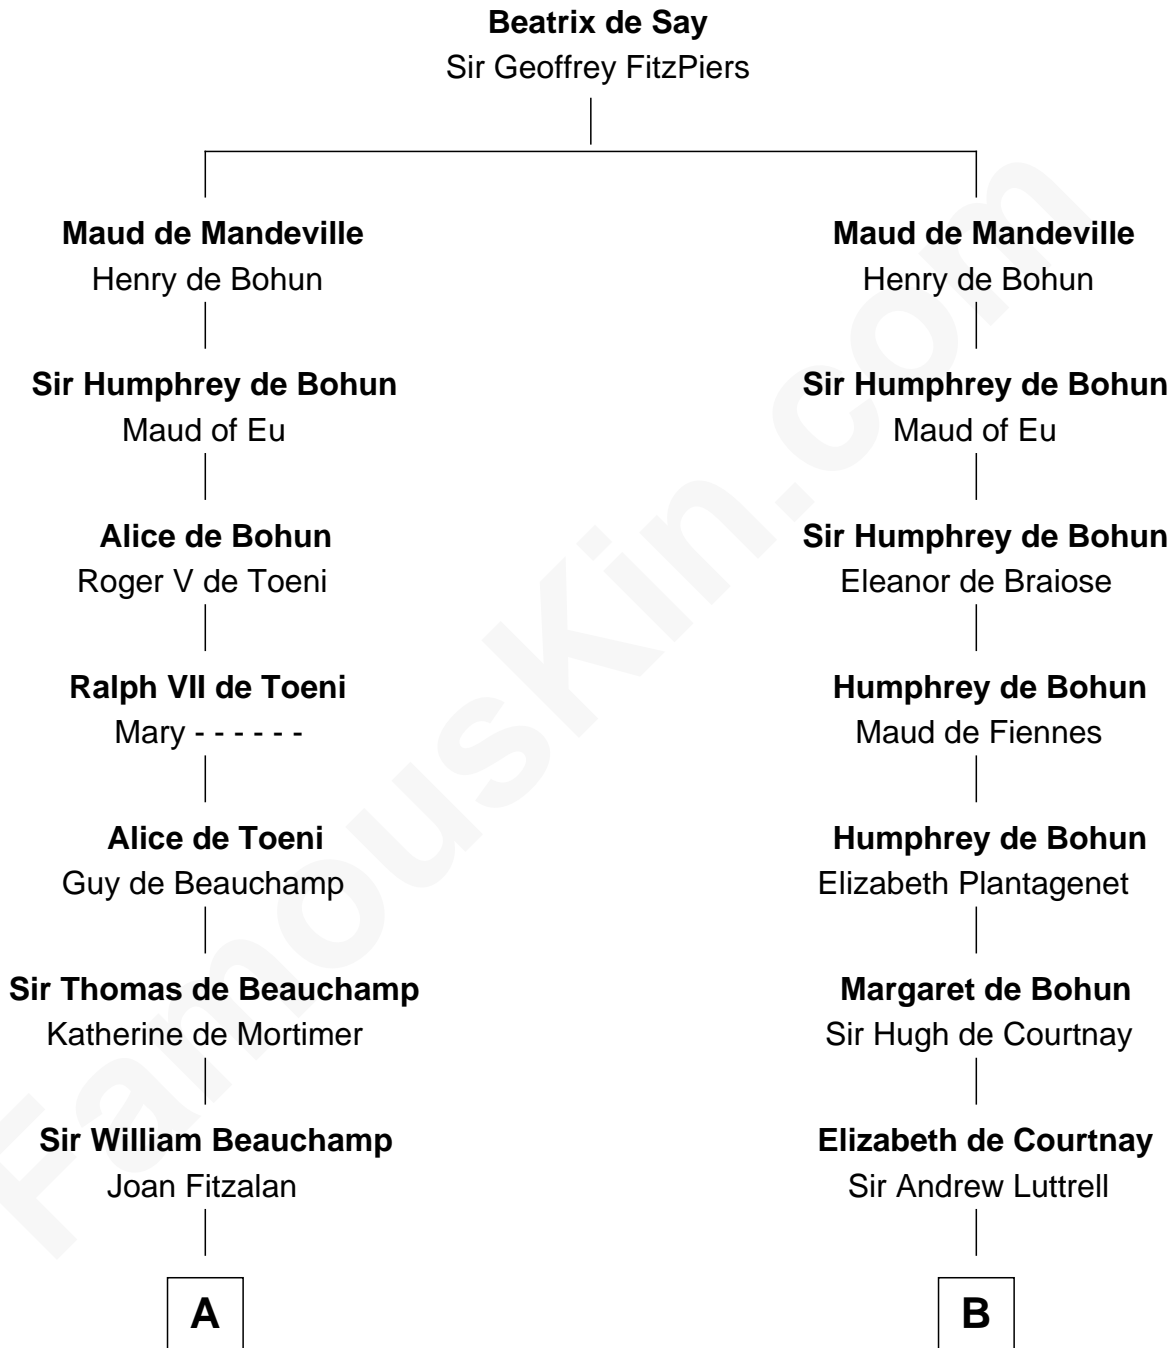 Beatrix de Say
Sir Geoffrey FitzPiers
Maud de Mandeville
Henry de Bohun
Sir Humphrey de Bohun
Maud of Eu
Alice de Bohun
Roger V de Toeni
Ralph VII de Toeni
Mary - - - - - -
Alice de Toeni
Guy de Beauchamp
Sir Thomas de Beauchamp
Katherine de Mortimer
Sir William Beauchamp
Joan Fitzalan
A
Maud de Mandeville
Henry de Bohun
Sir Humphrey de Bohun
Maud of Eu
Sir Humphrey de Bohun
Eleanor de Braiose
Humphrey de Bohun
Maud de Fiennes
Humphrey de Bohun
Elizabeth Plantagenet
Margaret de Bohun
Sir Hugh de Courtnay
Elizabeth de Courtnay
Sir Andrew Luttrell
B
FamousKin.com